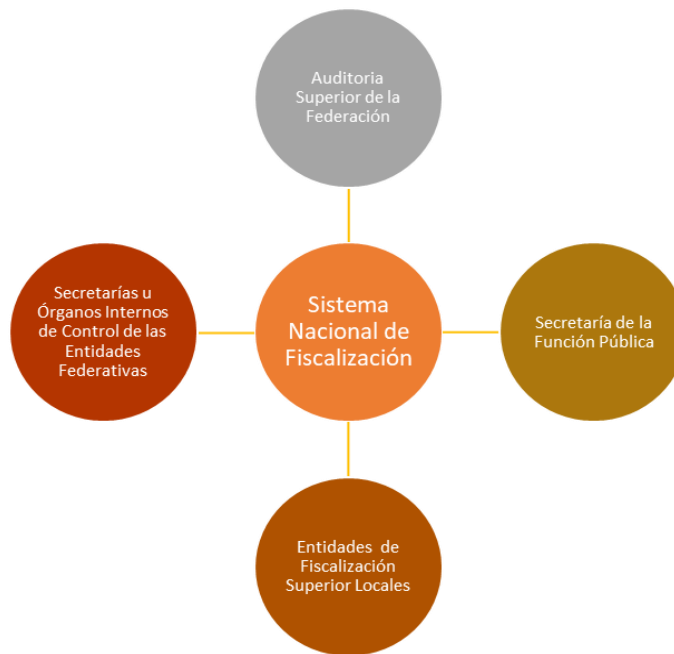 Auditoria
Superior de la
Federación
Secretarías u
Órganos Internos
de Control de las
Entidades
Federativas
Sistema
Nacional de
Fiscalización
Secretaría de la
Función Pública
Entidades de
Fiscalización
Superior Locales